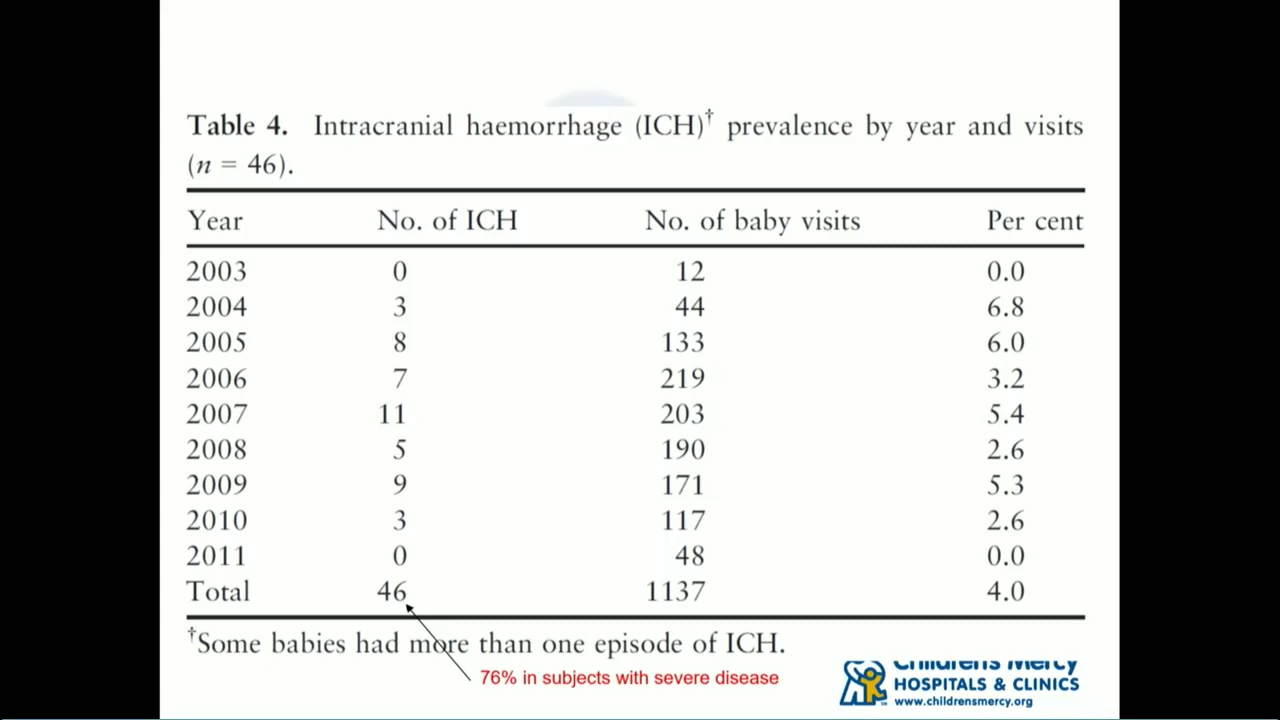 Table 4. Intracranial haemorrhage (ICH)† prevalence by year and visits
(n = 46).
Year No. of ICH No. of baby visits Per cent
2003 0 12 0.0
2004 3 44 6.8
2005 8 133 6.0
2006 7 219 3.2
2007 11 203 5.4
2008 5 190 2.6
2009 9 171 5.3
2010 3 117 2.6
2011 0 48 0.0
Total 46 1137 4.0
†Some babies had more than one episode of ICH.
76% in subjects with severe disease
Children's Mercy
HOSPITALS & CLINICS
www.childrensmercy.org